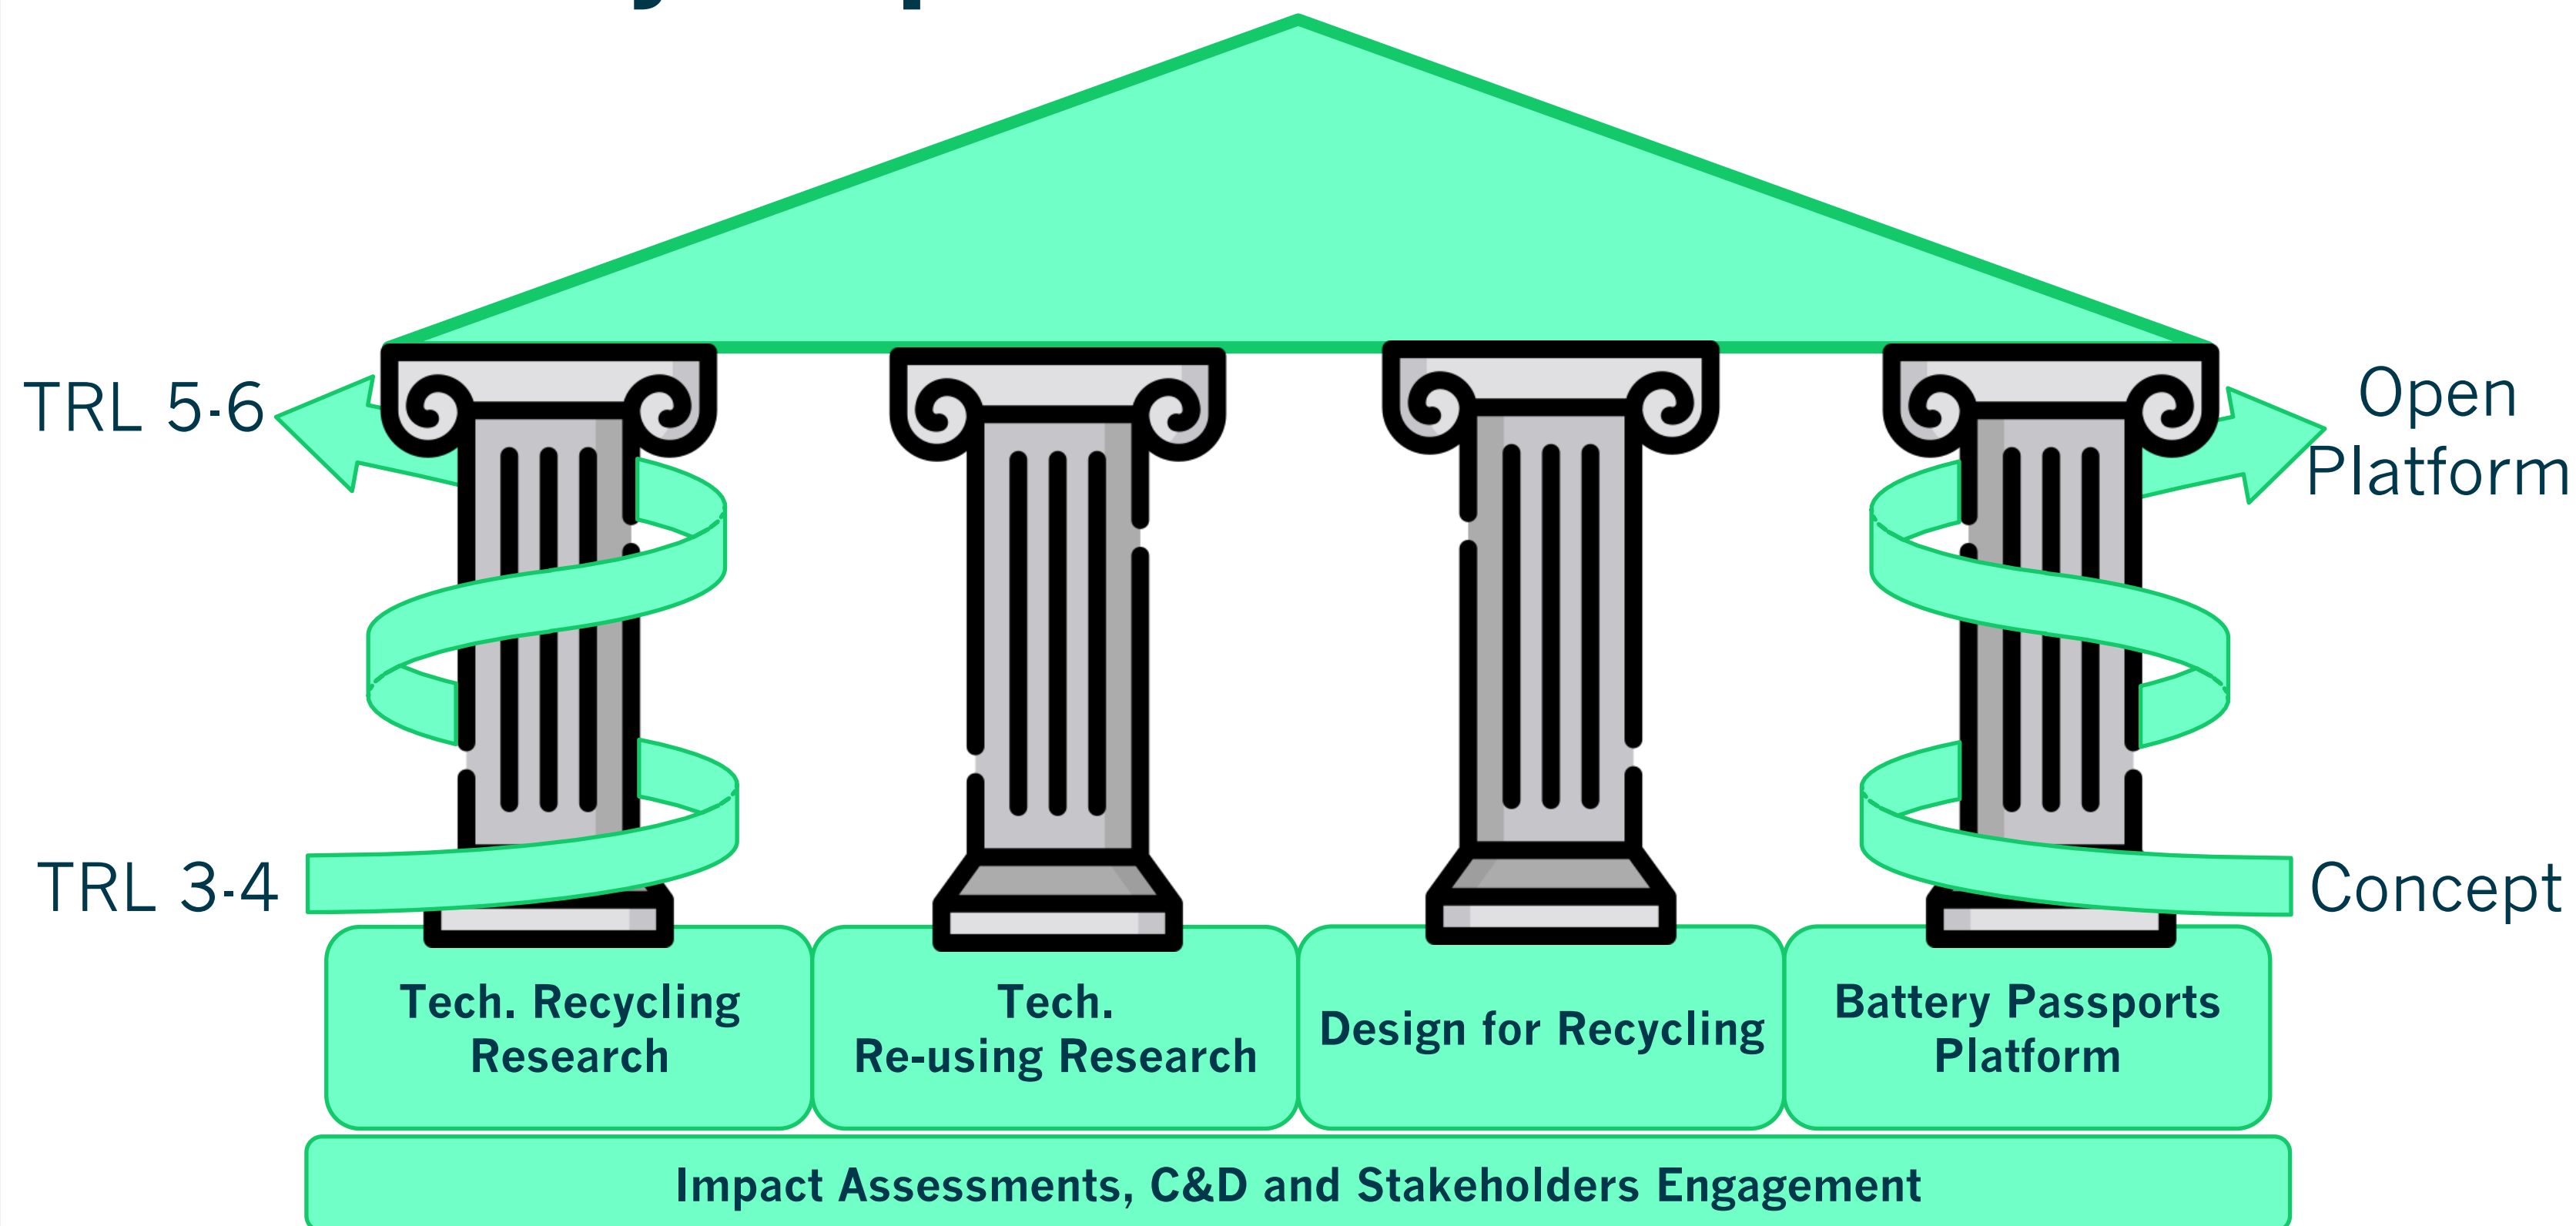 TRL 5-6
Open
Platform
TRL 3-4
Concept
Tech. Recycling
Research
Tech.
Re-using Research
Design for Recycling
Battery Passports
Platform
Impact Assessments, C&D and Stakeholders Engagement